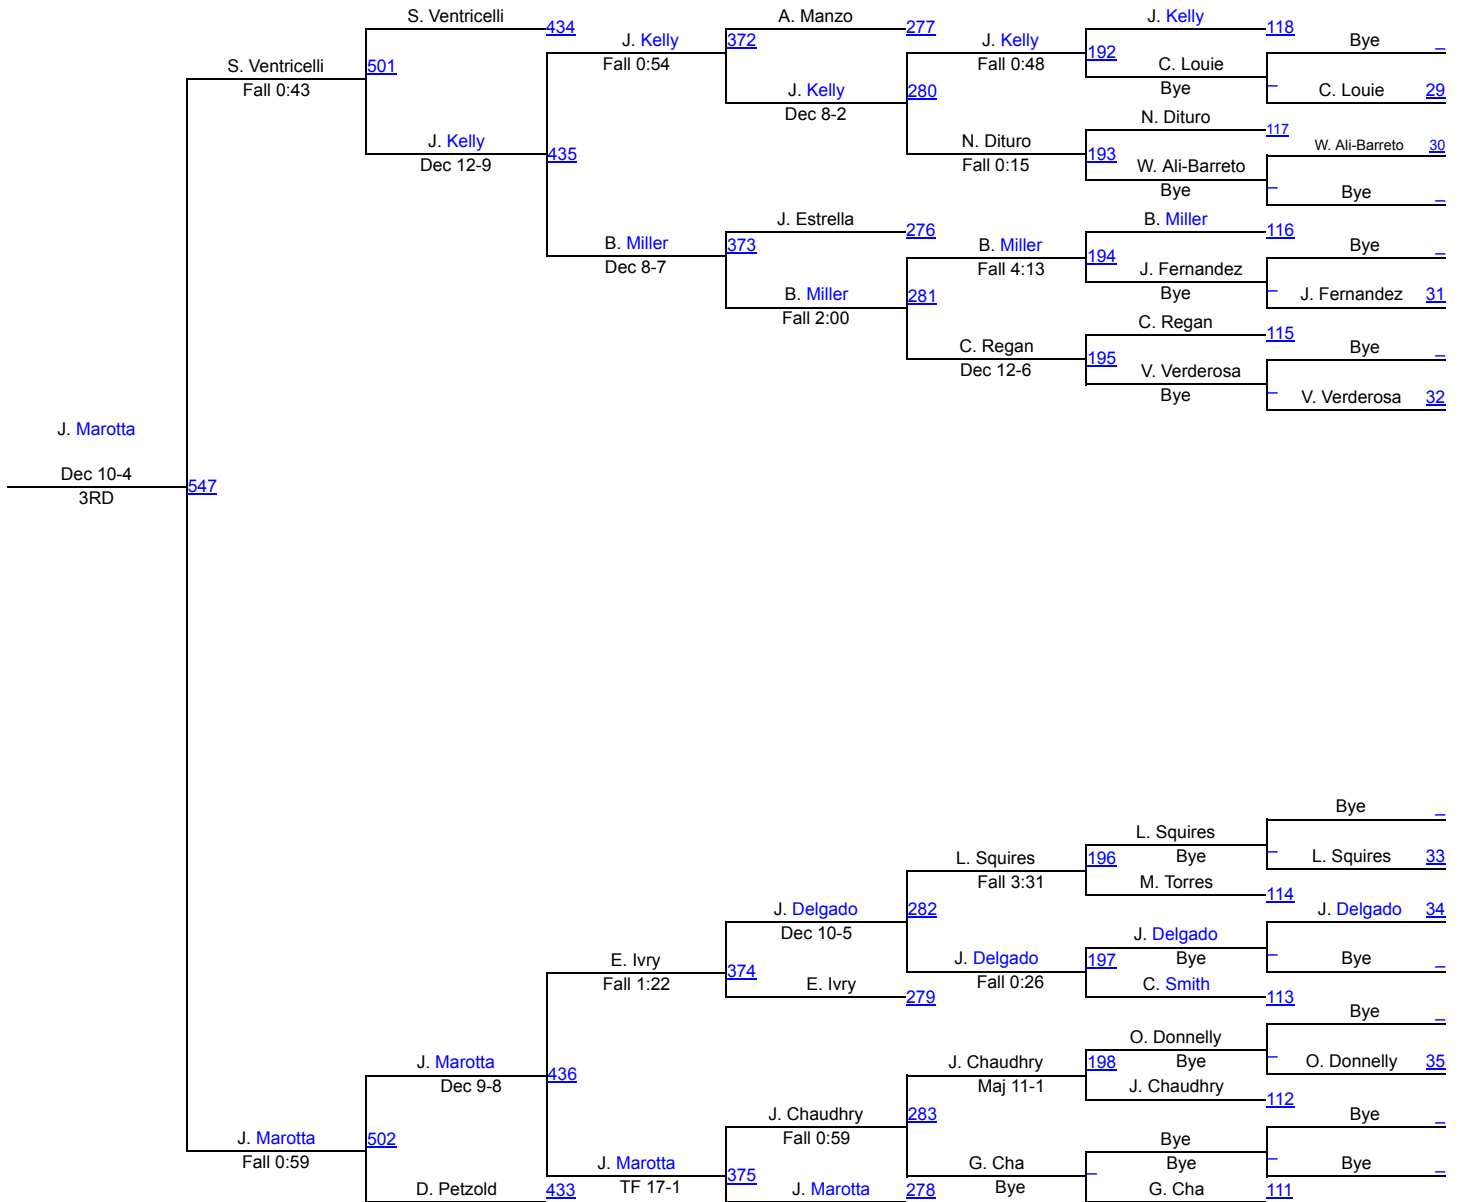 S. Ventricelli
434
A. Manzo
277
J. Kelly
118
Bye
_
J. Kelly
Fall 0:54
372
J. Kelly
Fall 0:48
192
C. Louie
Bye
_
C. Louie 29
S. Ventricelli
Fall 0:43
501
J. Kelly
Dec 8-2
280
N. Dituro
117
W. Ali-Barreto 30
J. Kelly
Dec 12-9
435
N. Dituro
Fall 0:15
193
W. Ali-Barreto
Bye
_
Bye
_
J. Estrella
276
B. Miller
116
Bye
_
B. Miller
Dec 8-7
373
B. Miller
Fall 4:13
194
J. Fernandez
Bye
_
J. Fernandez 31
B. Miller
Fall 2:00
281
C. Regan
115
Bye
_
C. Regan
Dec 12-6
195
V. Verderosa
Bye
_
V. Verderosa 32
J. Marotta
Dec 10-4
3RD
547
Bye
_
L. Squires
Bye
_
L. Squires 33
L. Squires
Fall 3:31
196
M. Torres
114
J. Delgado
Dec 10-5
282
J. Delgado 34
J. Delgado
Bye
_
Bye
_
E. Ivry
Fall 1:22
374
E. Ivry
279
J. Delgado
Fall 0:26
197
C. Smith
113
Bye
_
O. Donnelly
Bye
_
O. Donnelly 35
J. Marotta
Dec 9-8
436
J. Chaudhry
Maj 11-1
198
J. Chaudhry
112
J. Chaudhry
Fall 0:59
283
Bye
_
J. Marotta
Fall 0:59
502
Bye
Bye
_
Bye
_
J. Marotta
TF 17-1
375
G. Cha
Bye
_
D. Petzold
433
J. Marotta
278
G. Cha
111